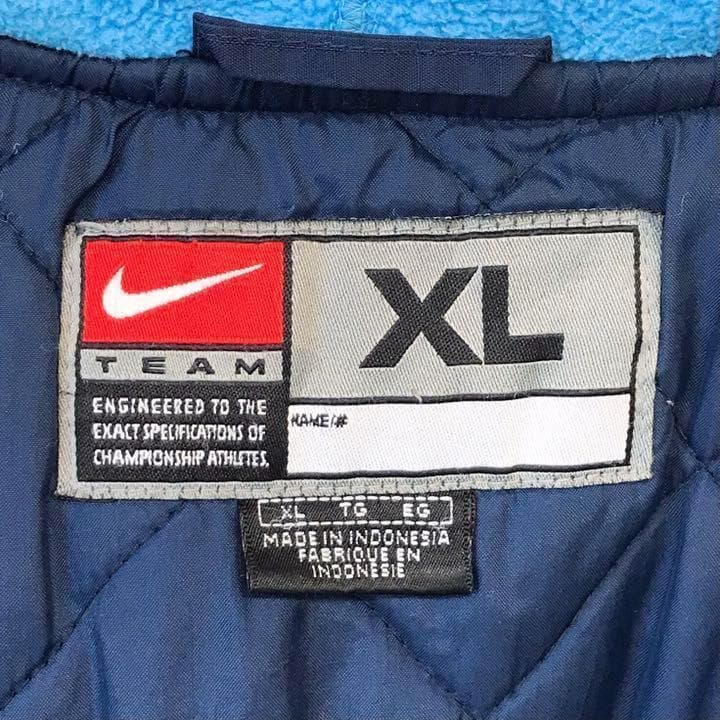 TEAM
ENGINEERED TO THE
EXACT SPECIFICATIONS OF
CHAMPIONSHIP ATHLETES.
XL
NAME/#
XL TG EG
MADE IN INDONESIA
FABRIQUE EN
INDONESIE